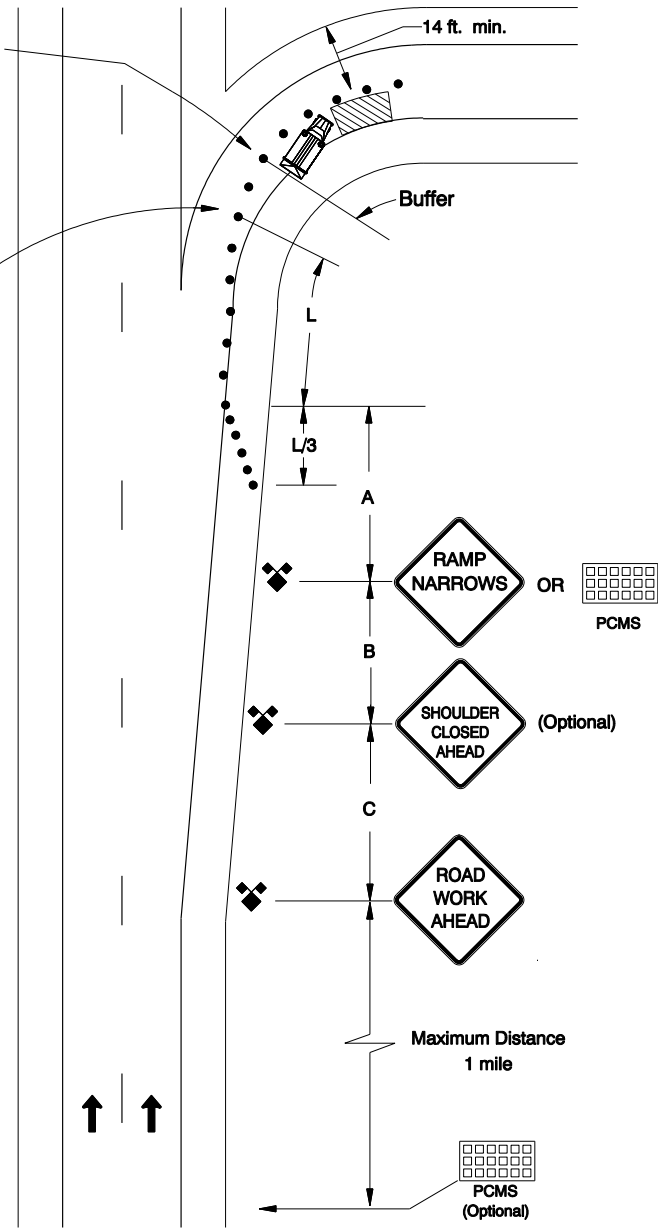 14 ft. min.
Buffer
L
L/3
A
RAMP
NARROWS
OR
PCMS
B
SHOULDER
CLOSED
AHEAD
(Optional)
C
ROAD
WORK
AHEAD
Maximum Distance
1 mile
PCMS
(Optional)